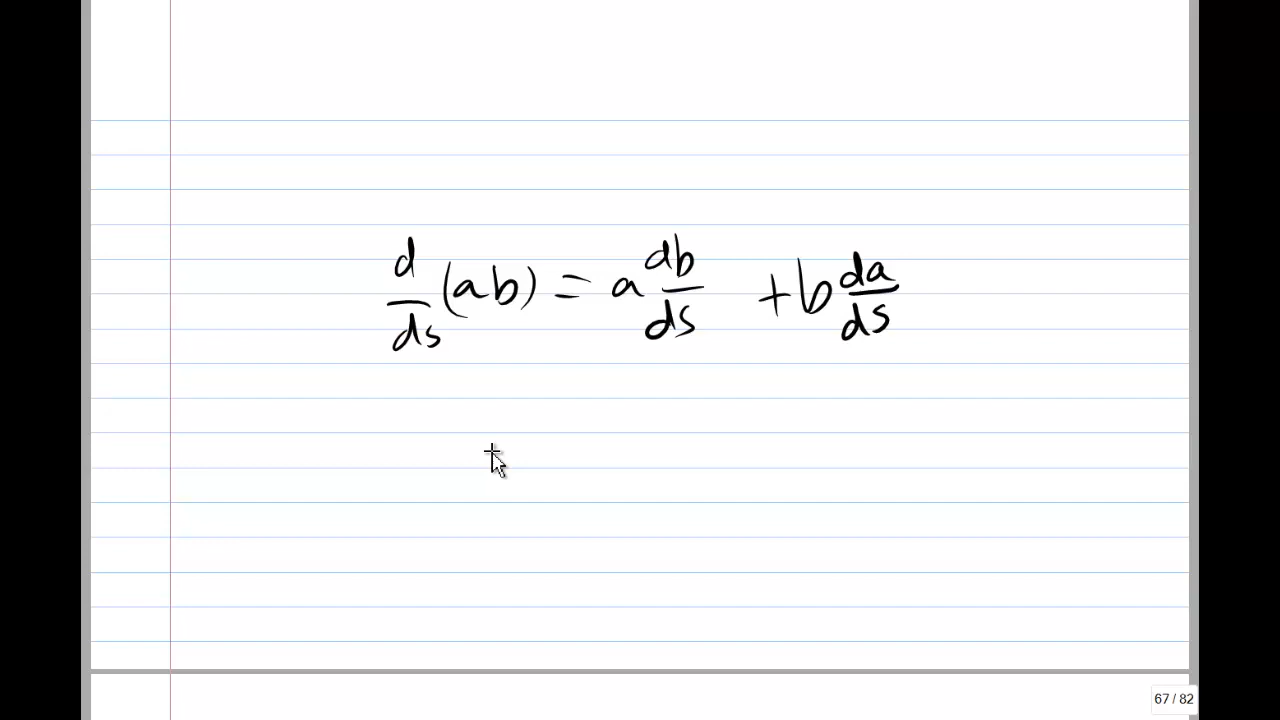 d/ds (ab) = a db/ds + b da/ds
67 / 82